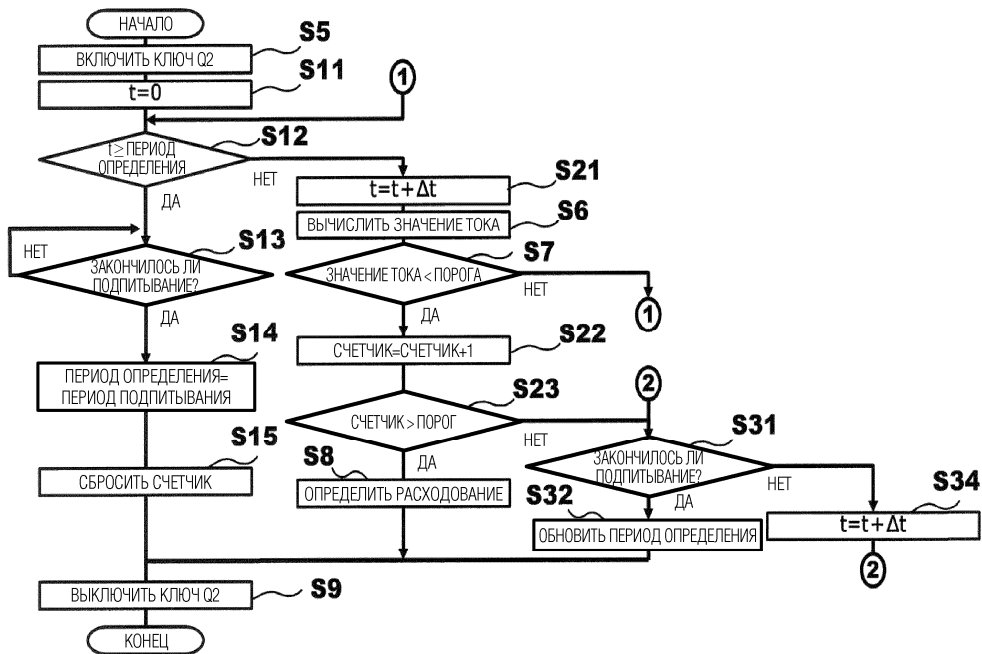 НАЧАЛО
S5
ВКЛЮЧИТЬ КЛЮЧ Q2
S11
t=0
1
S12
t≥ПЕРИОД
ОПРЕДЕЛЕНИЯ
НЕТ
ДА
S21
t=t+Δt
S6
ВЫЧИСЛИТЬ ЗНАЧЕНИЕ ТОКА
S13
НЕТ
ЗАКОНЧИЛОСЬ ЛИ
ПОДПИТЫВАНИЕ?
ДА
S7
ЗНАЧЕНИЕ ТОКА<ПОРОГА
НЕТ
ДА
1
S14
ПЕРИОД ОПРЕДЕЛЕНИЯ=
ПЕРИОД ПОДПИТЫВАНИЯ
S22
СЧЕТЧИК=СЧЕТЧИК+1
S23
СЧЕТЧИК>ПОРОГ
НЕТ
ДА
2
S15
СБРОСИТЬ СЧЕТЧИК
S8
ОПРЕДЕЛИТЬ РАСХОДОВАНИЕ
S31
ЗАКОНЧИЛОСЬ ЛИ
ПОДПИТЫВАНИЕ?
НЕТ
ДА
S32
ОБНОВИТЬ ПЕРИОД ОПРЕДЕЛЕНИЯ
S34
t=t+Δt
2
S9
ВЫКЛЮЧИТЬ КЛЮЧ Q2
КОНЕЦ